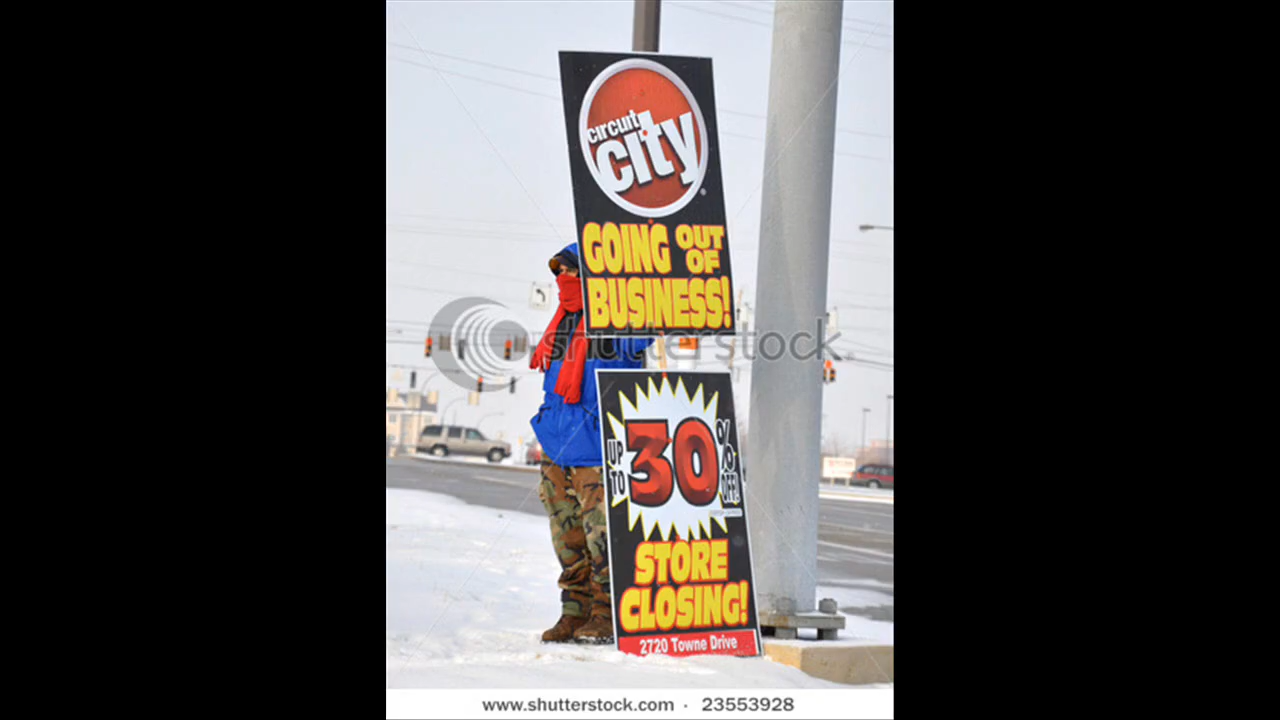 circuit
city
GOING OUT
OF
BUSINESS!
shutterstock
UP
TO
30
%
OFF!
STORE
CLOSING!
2720 Towne Drive
www.shutterstock.com · 23553928